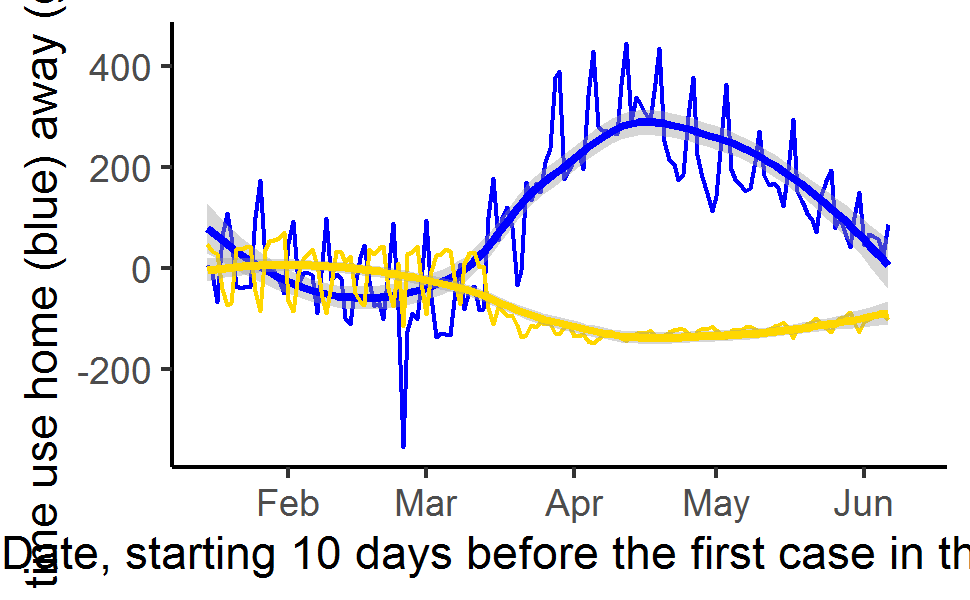 time use home (blue) away (
400
200
0
-200
Feb Mar Apr May Jun
Date, starting 10 days before the first case in th